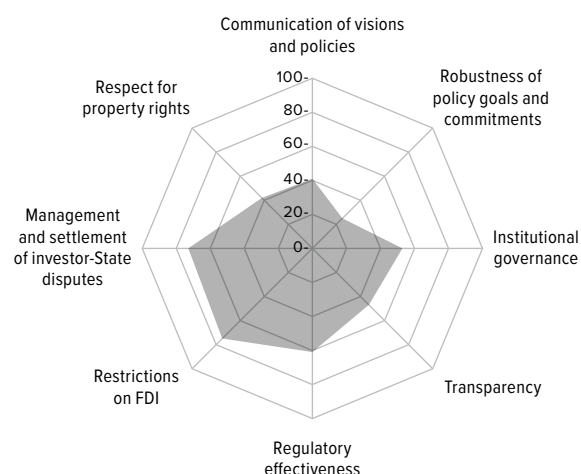 Communication of visions
and policies
Robustness of
policy goals and
commitments
Respect for
property rights
100-
80-
60-
40-
20-
0-
Management
and settlement
of investor-State
disputes
Institutional
governance
Restrictions
on FDI
Transparency
Regulatory
effectiveness